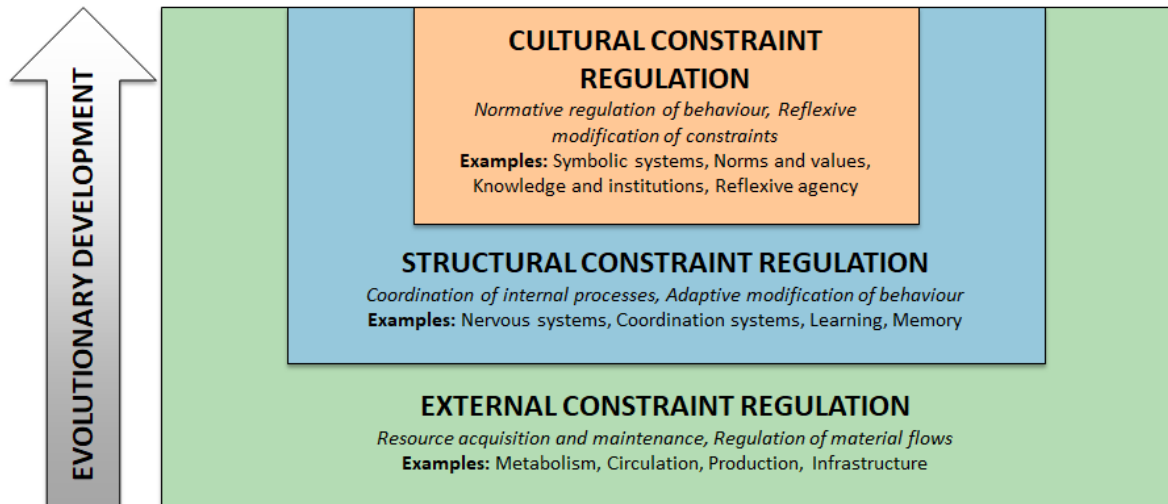 EVOLUTIONARY DEVELOPMENT
CULTURAL CONSTRAINT
REGULATION
Normative regulation of behaviour, Reflexive
modification of constraints
Examples: Symbolic systems, Norms and values,
Knowledge and institutions, Reflexive agency
STRUCTURAL CONSTRAINT REGULATION
Coordination of internal processes, Adaptive modification of behaviour
Examples: Nervous systems, Coordination systems, Learning, Memory
EXTERNAL CONSTRAINT REGULATION
Resource acquisition and maintenance, Regulation of material flows
Examples: Metabolism, Circulation, Production, Infrastructure